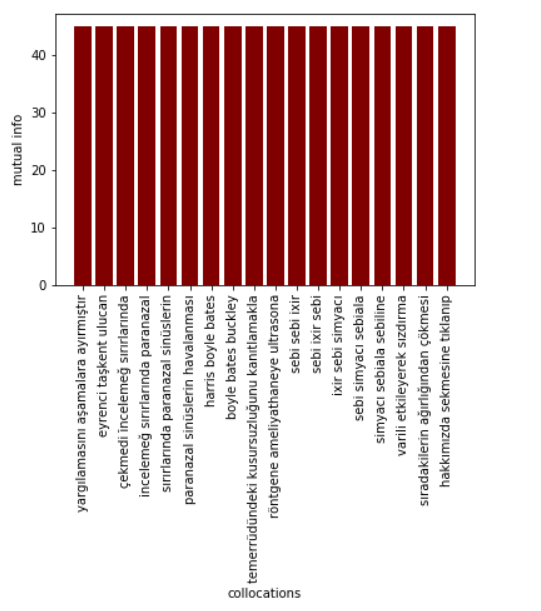 40
30
20
10
0
mutual info
yargılamasını aşamalara ayırmıştır
eyrenci taşkent ulucan
çekmedi incelemeğ sınırlarında
incelemeğ sınırlarında paranazal
sınırlarında paranazal sinüslerin
paranazal sinüslerin havalanması
harris boyle bates
boyle bates buckley
temerrüdündeki kusursuzluğunu kanıtlamakla
röntgene ameliyathaneye ultrasona
sebi sebi ixir
sebi ixir sebi
ixir sebi simyacı
sebi simyacı sebiala
simyacı sebiala sebiline
varili etkileyerek sızdırma
sıradakilerin ağırlığından çökmesi
hakkımızda sekmesine tıklanıp
collocations